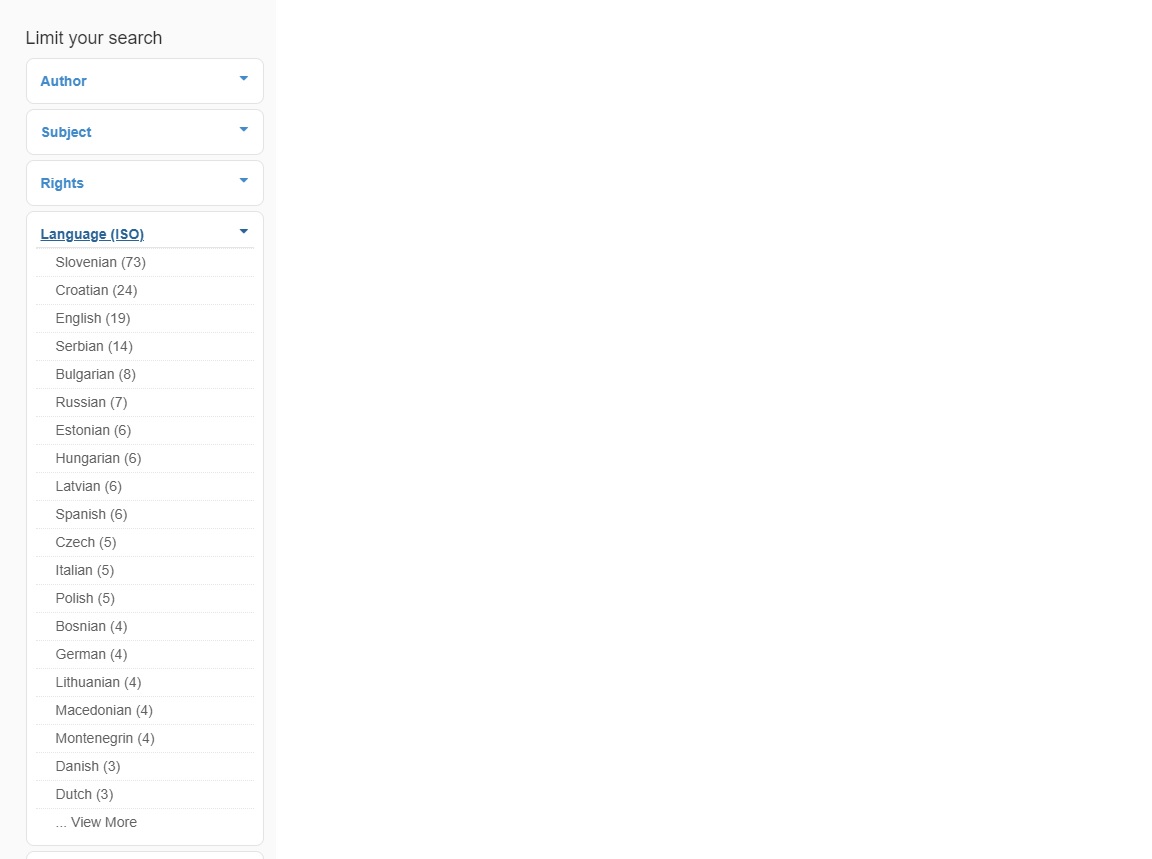 Limit your search
Author
Subject
Rights
Language (ISO)
Slovenian (73)
Croatian (24)
English (19)
Serbian (14)
Bulgarian (8)
Russian (7)
Estonian (6)
Hungarian (6)
Latvian (6)
Spanish (6)
Czech (5)
Italian (5)
Polish (5)
Bosnian (4)
German (4)
Lithuanian (4)
Macedonian (4)
Montenegrin (4)
Danish (3)
Dutch (3)
... View More